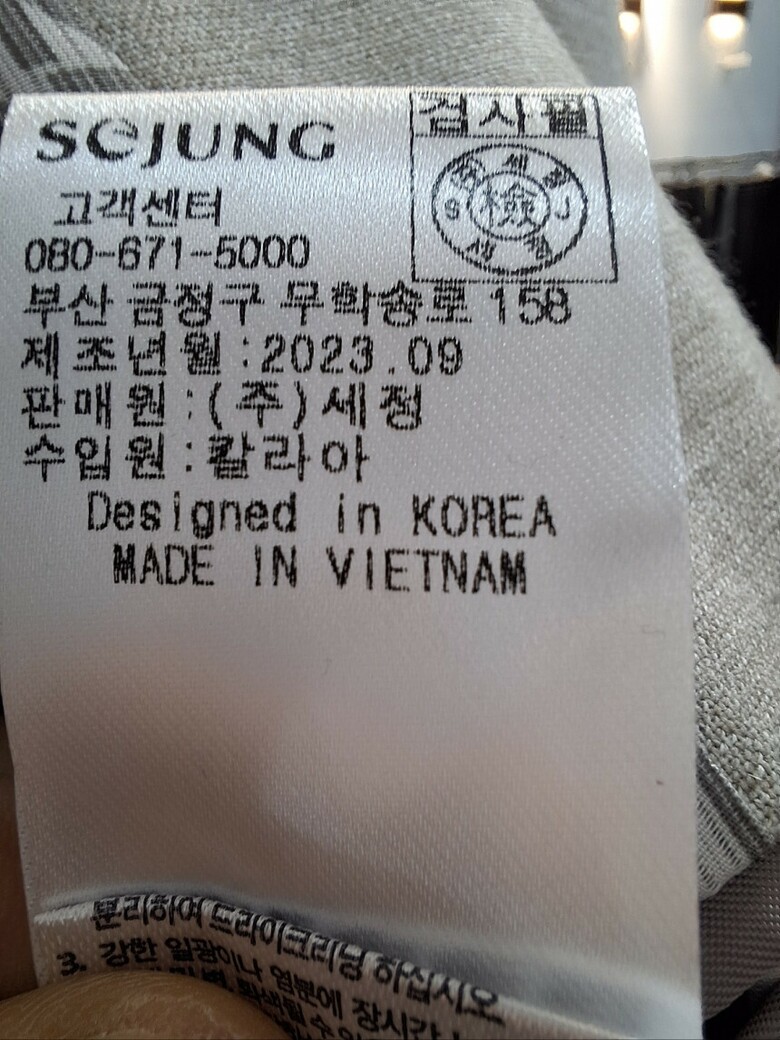 SEJUNG
검사필
檢
S J
고객센터
080-671-5000
부산 금정구 무학송로 158
제조년월:2023.09
판매원:(주)세정
수입원:칼라아
Designed in KOREA
MADE IN VIETNAM
분리하여 드라이크리닝 하십시오
3. 강한 일광이나 염분에 장시간